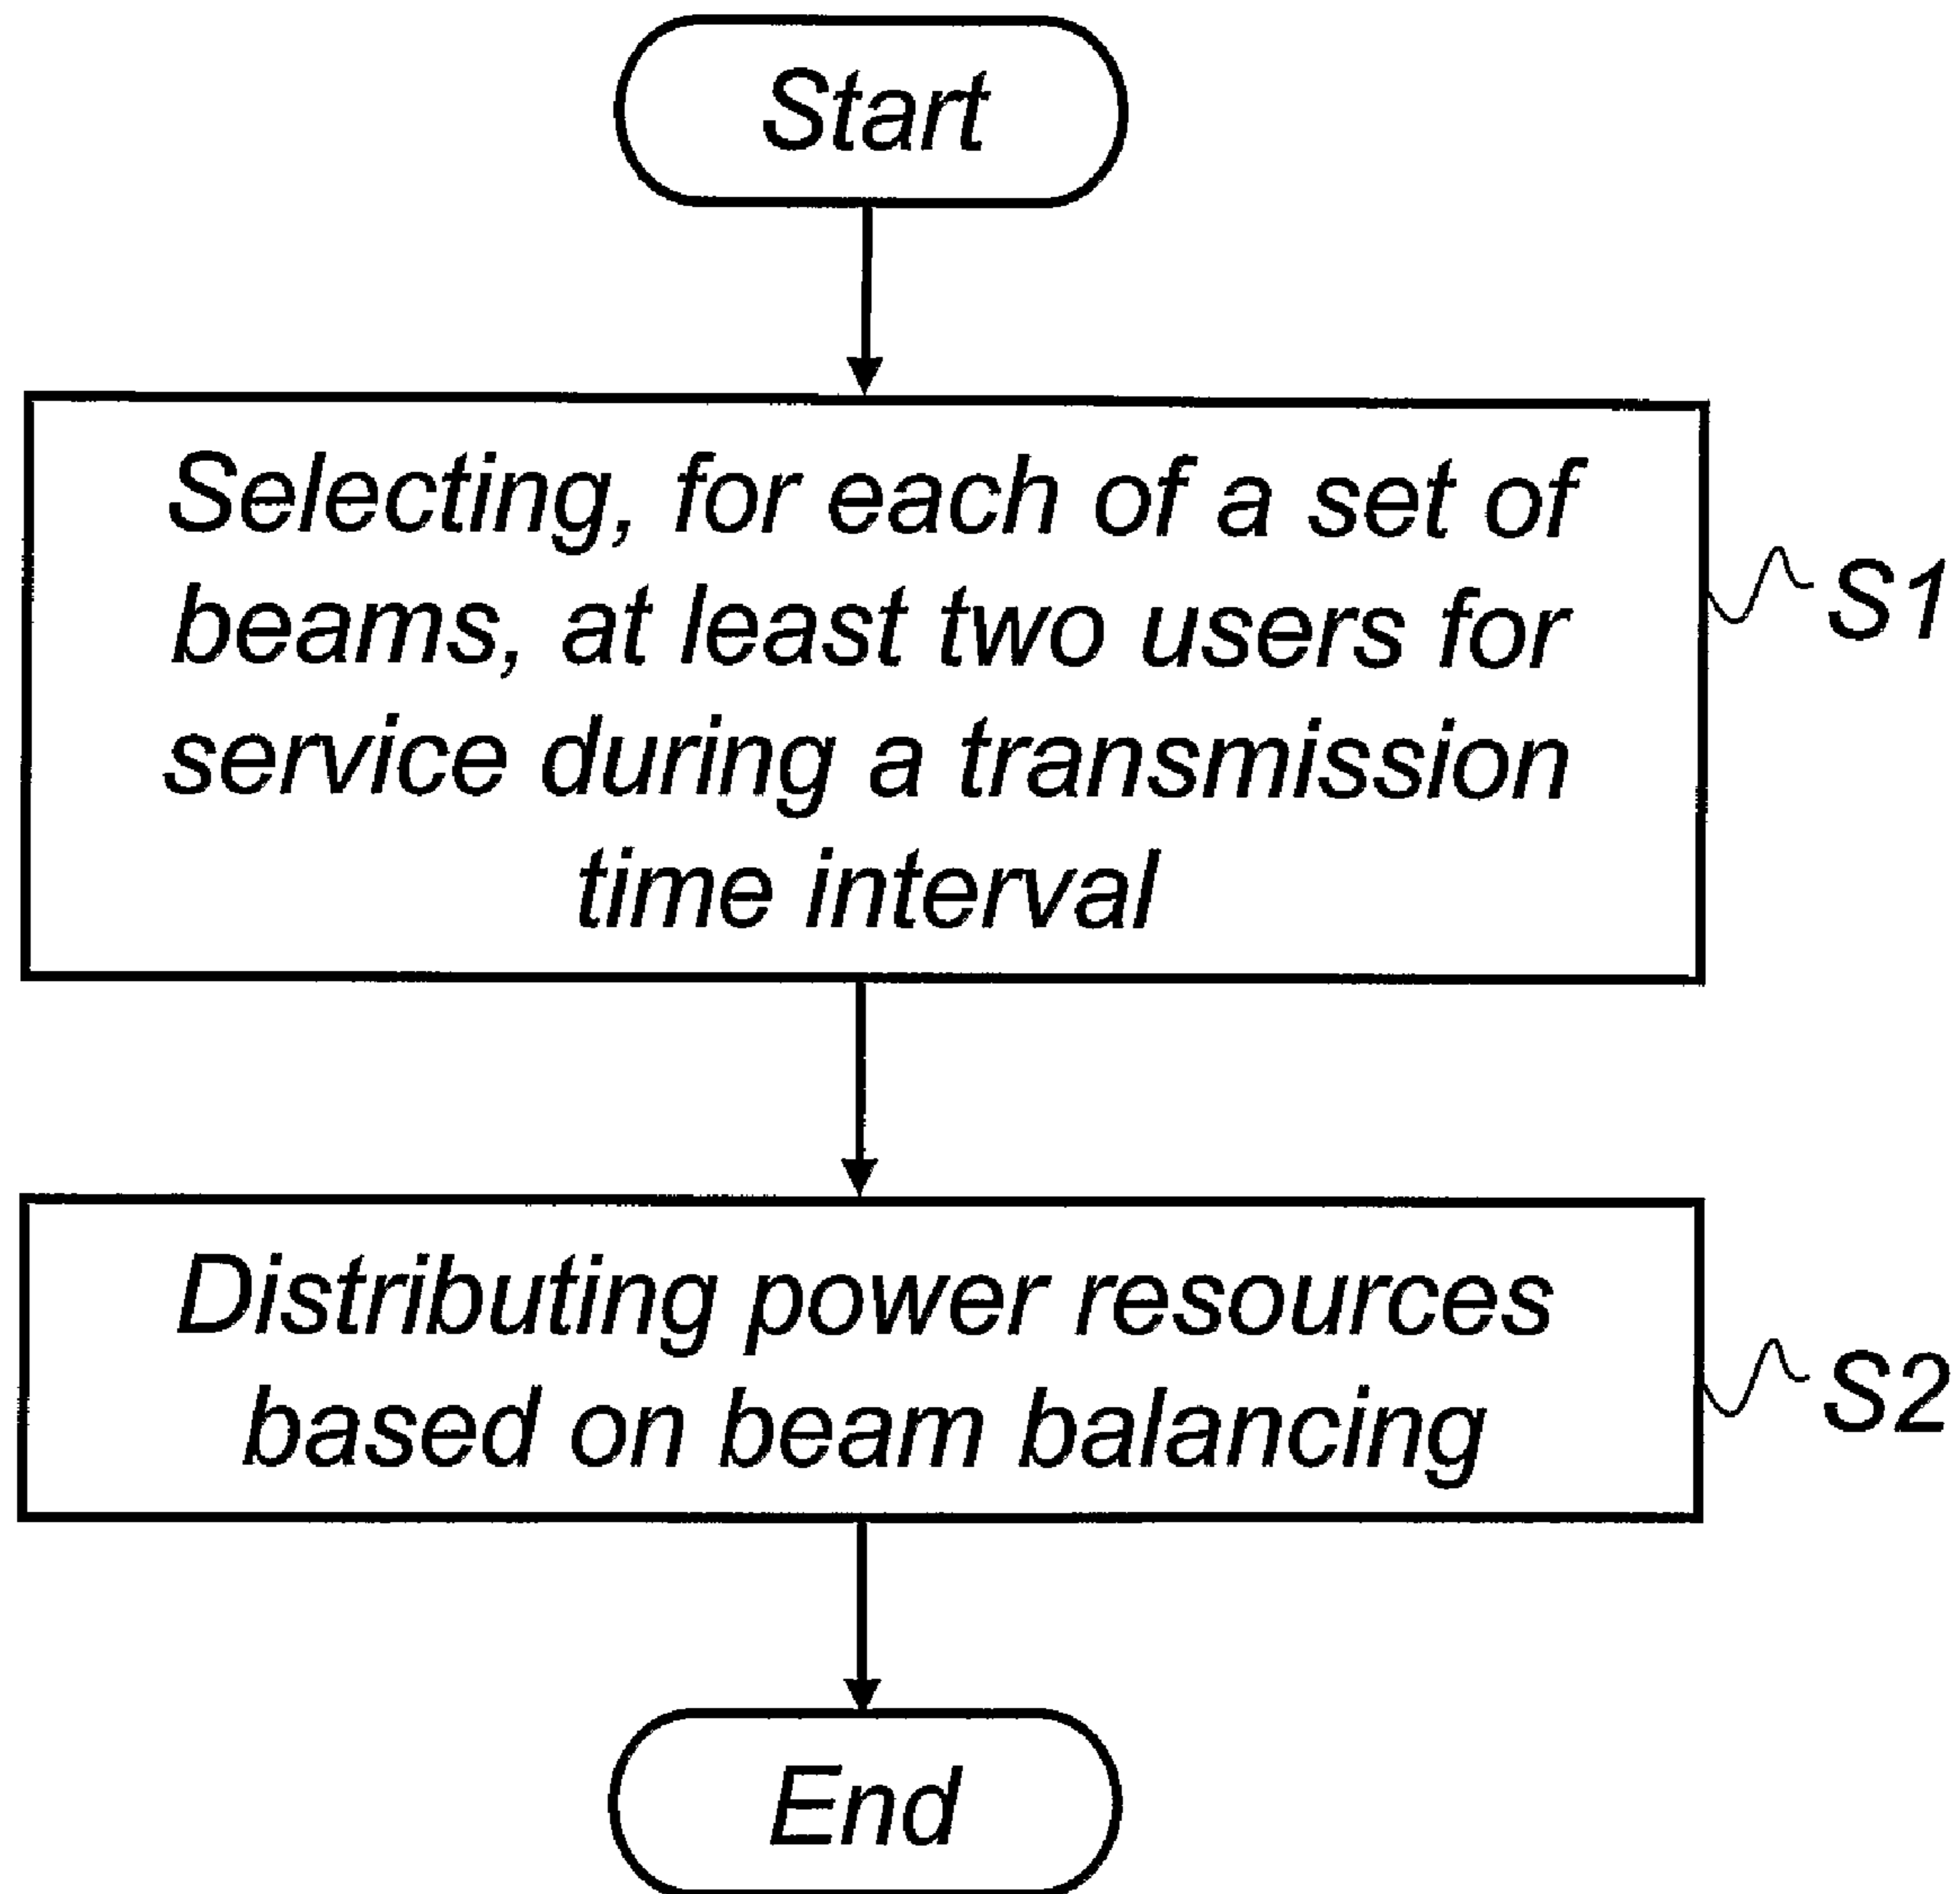 Start
Selecting, for each of a set of
beams, at least two users for
service during a transmission
time interval
S1
Distributing power resources
based on beam balancing
S2
End